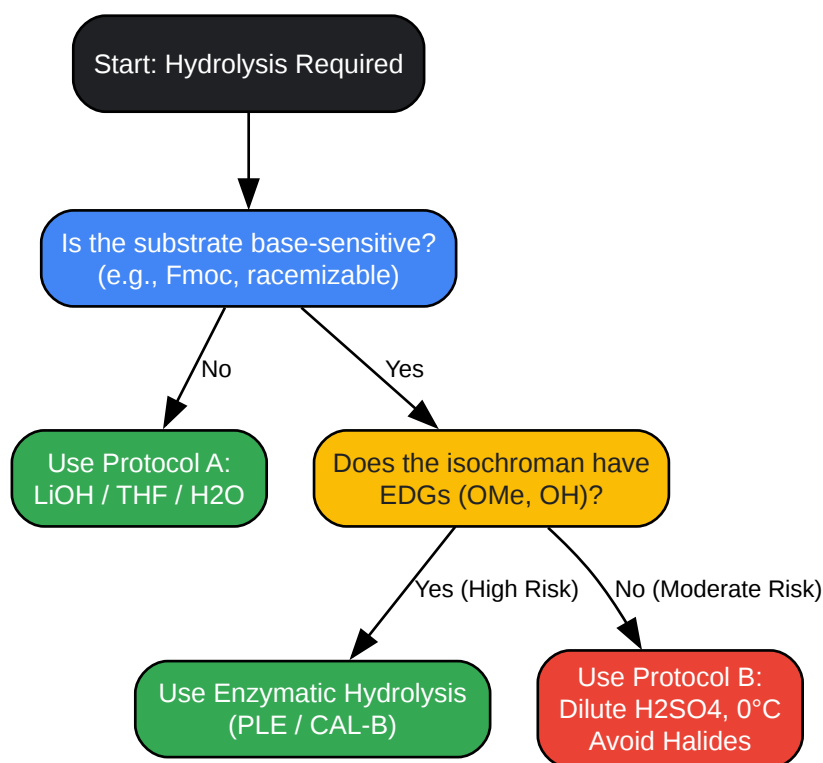 Start: Hydrolysis Required
Is the substrate base-sensitive?
(e.g., Fmoc, racemizable)
No
Yes
Use Protocol A:
LiOH / THF / H2O
Does the isochroman have
EDGs (OMe, OH)?
Yes (High Risk)
No (Moderate Risk)
Use Enzymatic Hydrolysis
(PLE / CAL-B)
Use Protocol B:
Dilute H2SO4, 0°C
Avoid Halides